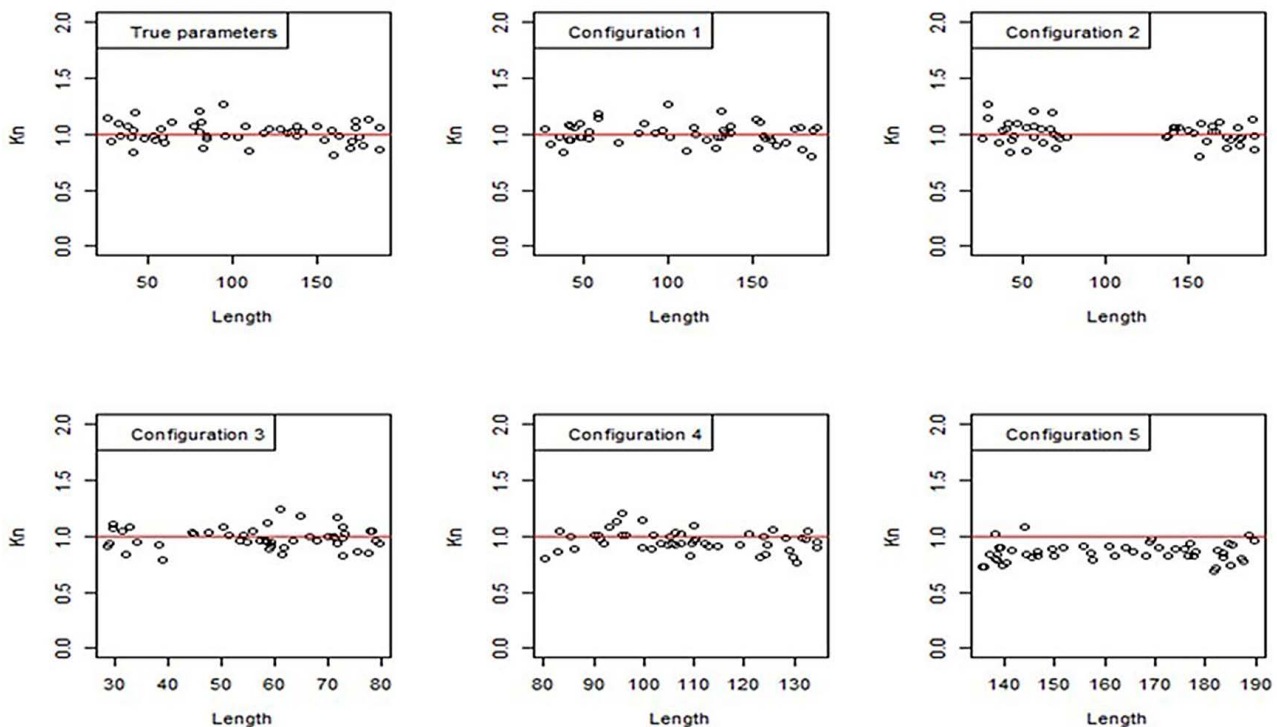 True parameters
Kn
2.0
1.5
1.0
0.5
0.0
50 100 150
Length
Configuration 1
Kn
2.0
1.5
1.0
0.5
0.0
50 100 150
Length
Configuration 2
Kn
2.0
1.5
1.0
0.5
0.0
50 100 150
Length
Configuration 3
Kn
2.0
1.5
1.0
0.5
0.0
30 40 50 60 70 80
Length
Configuration 4
Kn
2.0
1.5
1.0
0.5
0.0
80 90 100 110 120 130
Length
Configuration 5
Kn
2.0
1.5
1.0
0.5
0.0
140 150 160 170 180 190
Length